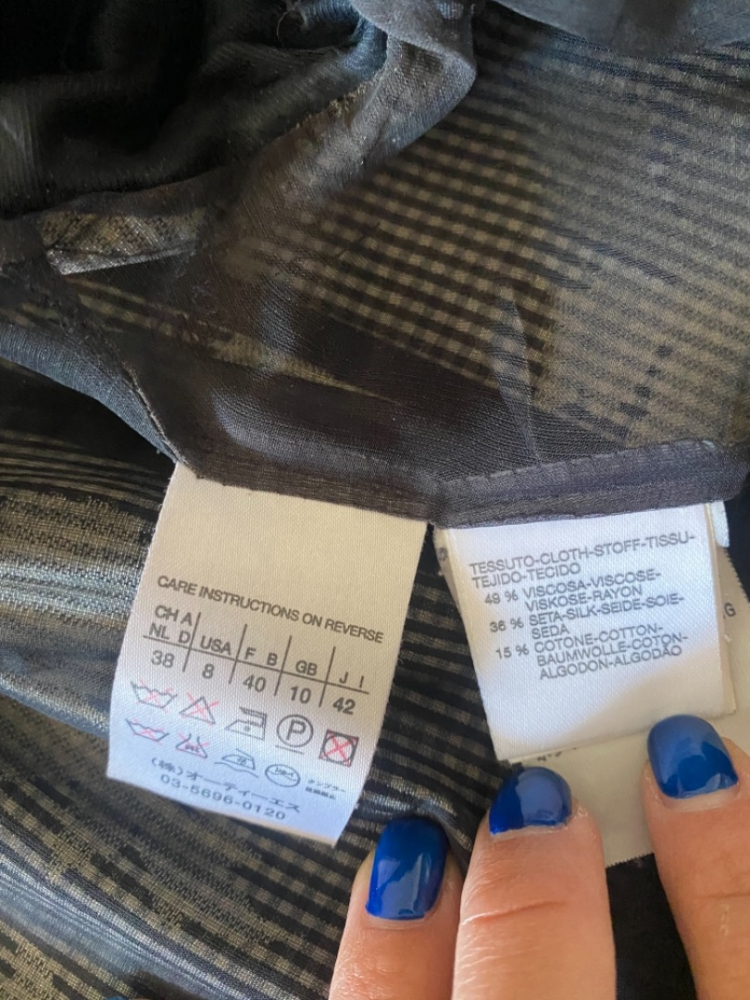 CARE INSTRUCTIONS ON REVERSE
CH A
NL D USA F B GB J I
38 8 40 10 42
P
(株)オーティーエス
03-5696-0120
TESSUTO-CLOTH-STOFF-TISSU-
TEJIDO-TECIDO
49 % VISCOSA-VISCOSE-
VISKOSE-RAYON
36 % SETA-SILK-SEIDE-SOIE-
SEDA
15 % COTONE-COTTON-
BAUMWOLLE-COTON-
ALGODON-ALGODÃO
G